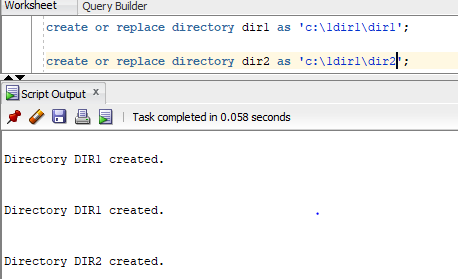 Worksheet Query Builder
create or replace directory dir1 as 'c:\ldir1\dir1';
create or replace directory dir2 as 'c:\ldir1\dir2';
Script Output x
Task completed in 0.058 seconds
Directory DIR1 created.
Directory DIR1 created.
Directory DIR2 created.